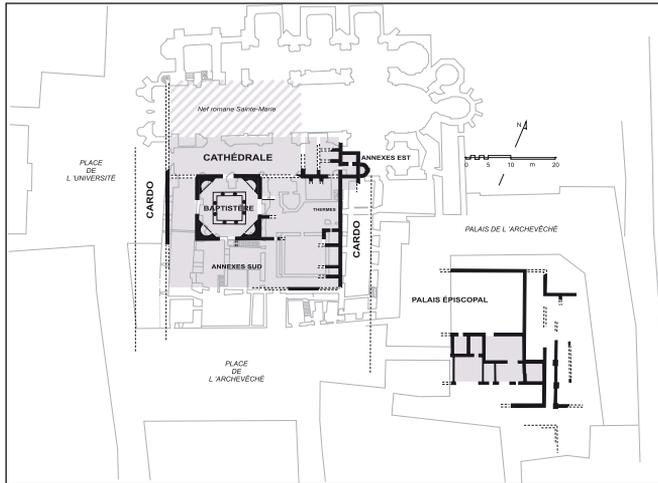 Nef romane Sainte-Marie
N
CATHÉDRALE
ANNEXES EST
0 5 10 20
PLACE
DE
L 'UNIVERSITÉ
CARDO
BAPTISTÈRE
THERMES
CARDO
PALAIS DE L 'ARCHEVÊCHÉ
ANNEXES SUD
PALAIS ÉPISCOPAL
PLACE
DE
L 'ARCHEVÊCHÉ